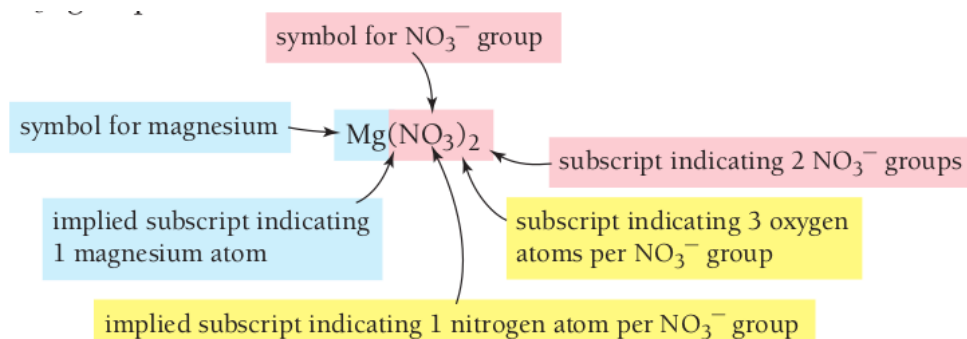 symbol for NO₃⁻ group
symbol for magnesium
Mg(NO₃)₂
subscript indicating 2 NO₃⁻ groups
implied subscript indicating
1 magnesium atom
subscript indicating 3 oxygen
atoms per NO₃⁻ group
implied subscript indicating 1 nitrogen atom per NO₃⁻ group